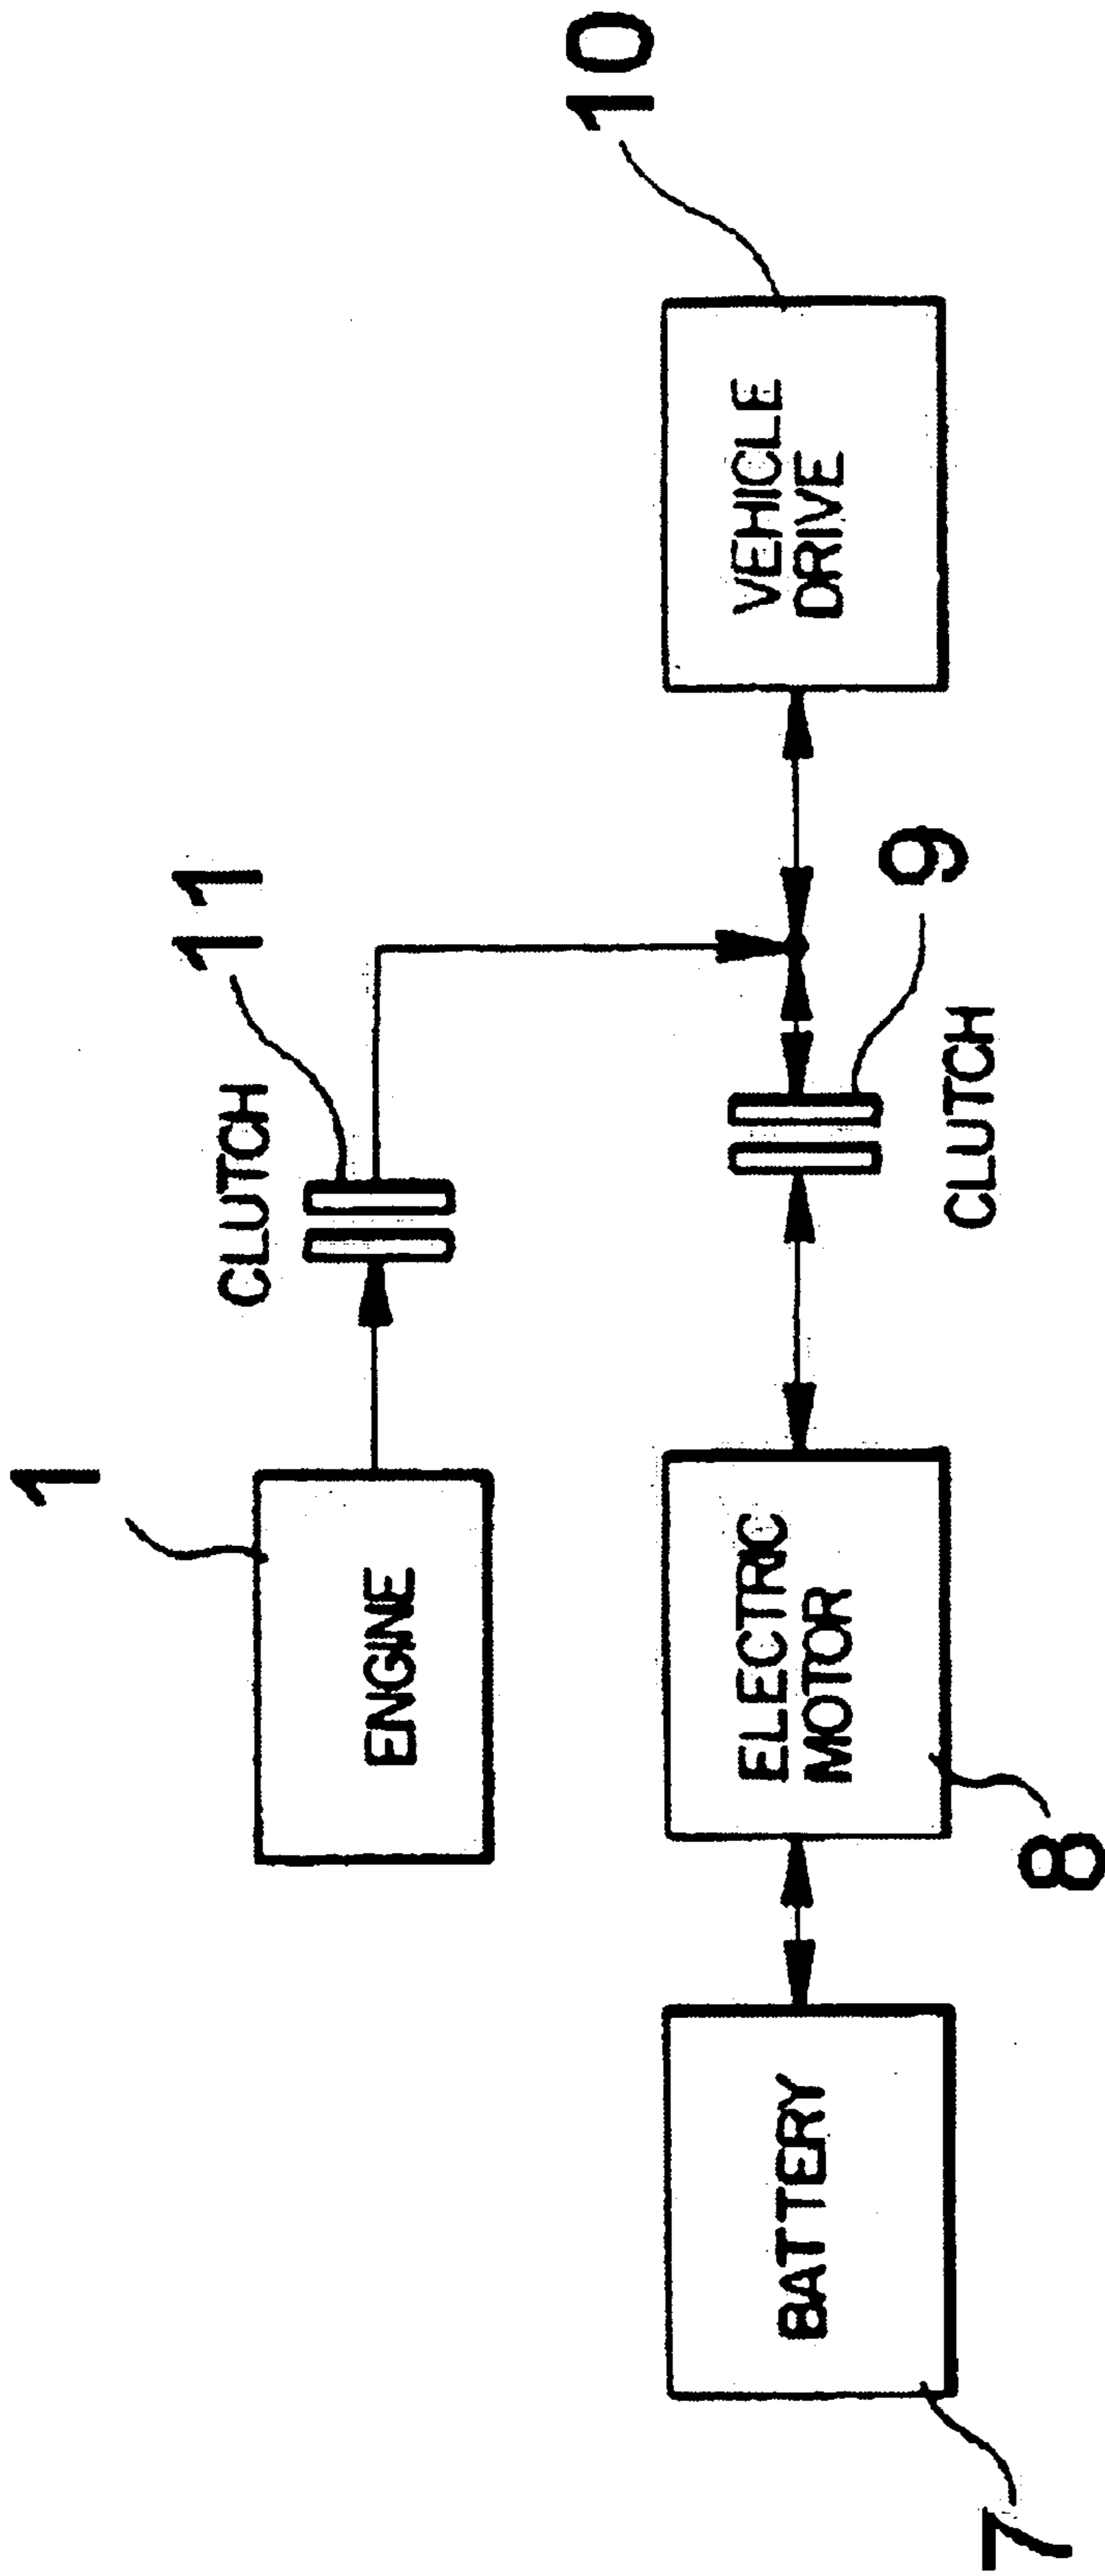 1
11
10
CLUTCH
ENGINE
BATTERY
ELECTRIC
MOTOR
VEHICLE
DRIVE
7
8
CLUTCH
9